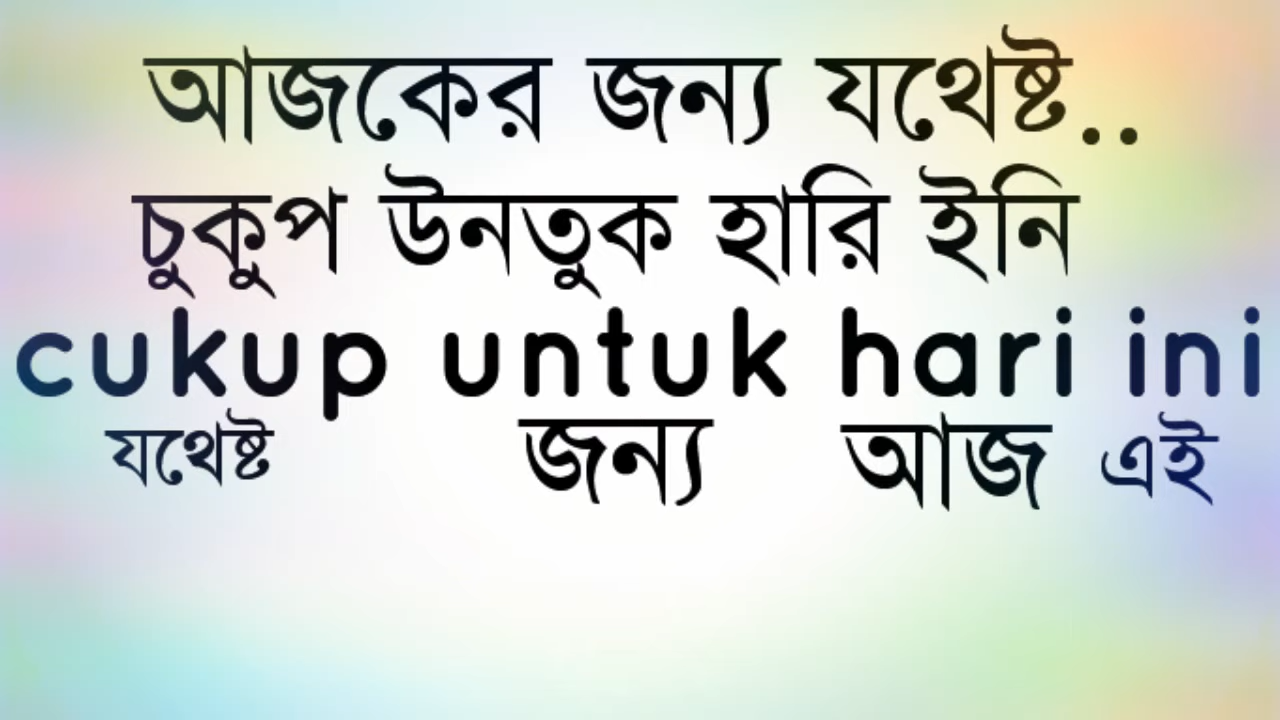 আজকের জন্য যথেষ্ট..
চুকুপ উনতুক হারি ইনি
cukup untuk hari ini
যথেষ্ট জন্য আজ এই